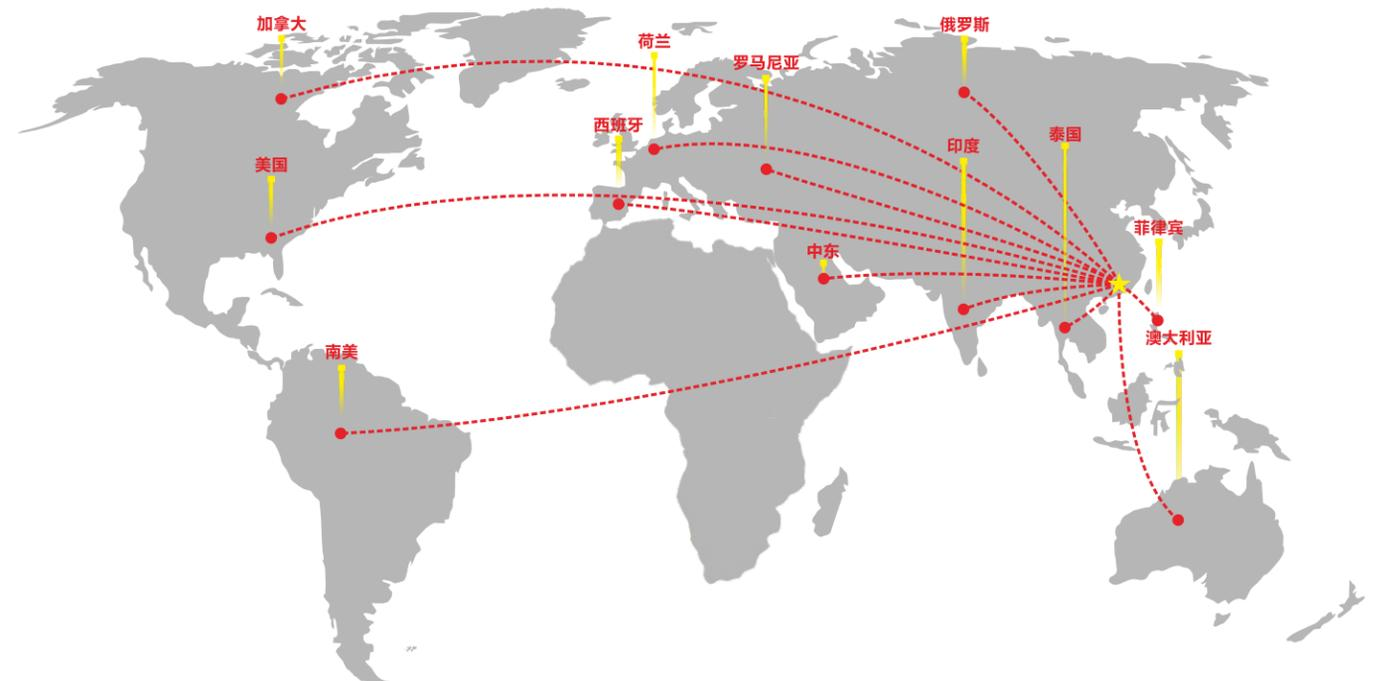 加拿大
俄罗斯
荷兰
罗马尼亚
西班牙
泰国
印度
美国
菲律宾
中东
澳大利亚
南美